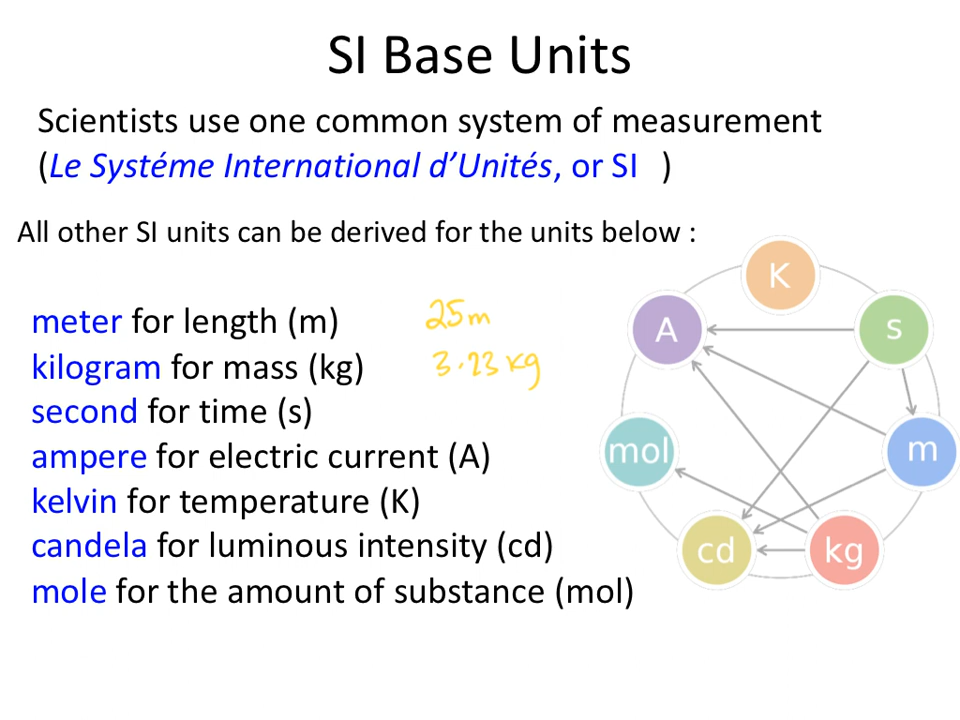 SI Base Units
Scientists use one common system of measurement
(Le Systéme International d’Unités, or SI )
All other SI units can be derived for the units below :
meter for length (m)
25m
kilogram for mass (kg)
3.23 kg
second for time (s)
ampere for electric current (A)
kelvin for temperature (K)
candela for luminous intensity (cd)
mole for the amount of substance (mol)
K
A
s
mol
m
cd
kg